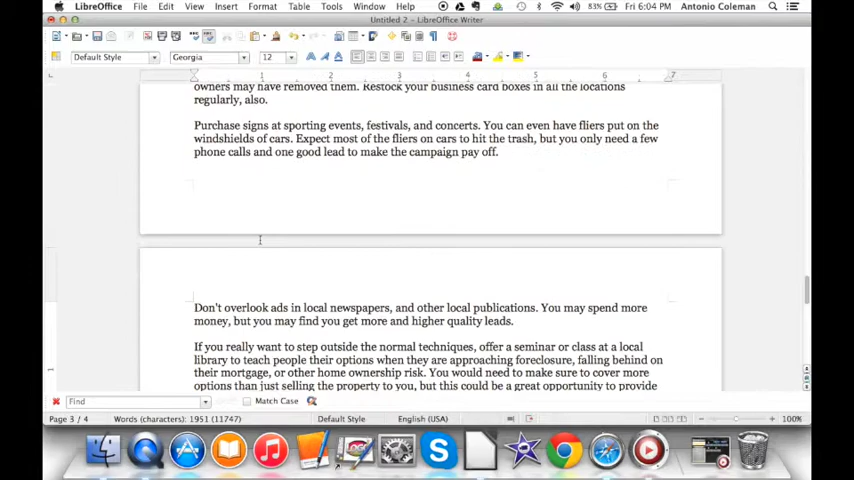 LibreOffice File Edit View Insert Format Table Tools Window Help 83% Fri 6:04 PM Antonio Coleman
Untitled 2 - LibreOffice Writer
Default Style Georgia 12
1 2 3 4 5 6 7
owners may have removed them. Restock your business card boxes in all the locations
regularly, also.
Purchase signs at sporting events, festivals, and concerts. You can even have fliers put on the
windshields of cars. Expect most of the fliers on cars to hit the trash, but you only need a few
phone calls and one good lead to make the campaign pay off.
Don't overlook ads in local newspapers, and other local publications. You may spend more
money, but you may find you get more and higher quality leads.
If you really want to step outside the normal techniques, offer a seminar or class at a local
library to teach people their options when they are approaching foreclosure, falling behind on
their mortgage, or other home ownership risk. You would need to make sure to cover more
options than just selling the property to you, but this could be a great opportunity to provide
Find Match Case
Page 3 / 4 Words (characters): 1951 (11747) Default Style English (USA) 100%